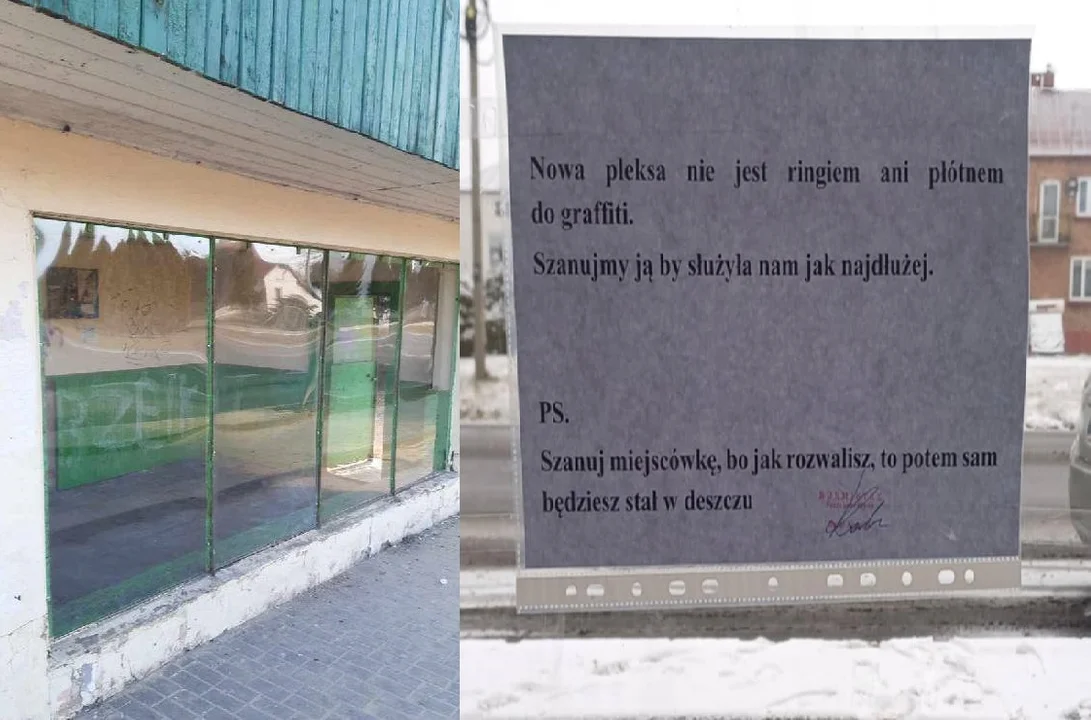 Nowa pleksa nie jest ringiem ani płótnem
do graffiti.
Szanujmy ją by służyła nam jak najdłużej.
PS.
Szanuj miejscówkę, bo jak rozwalisz, to potem sam
będziesz stał w deszczu